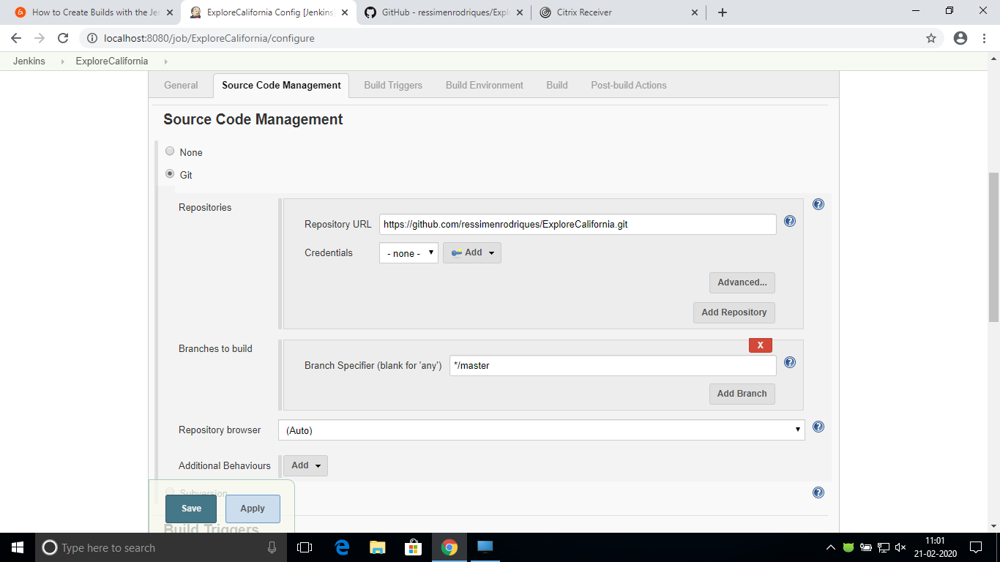 How to Create Builds with the Je
ExploreCalifornia Config [Jenkins]
GitHub - ressimenrodriques/Expl
Citrix Receiver
localhost:8080/job/ExploreCalifornia/configure
Jenkins
ExploreCalifornia
General
Source Code Management
Build Triggers
Build Environment
Build
Post-build Actions
Source Code Management
None
Git
Repositories
Repository URL
https://github.com/ressimenrodriques/ExploreCalifornia.git
Credentials
- none -
Add
Advanced...
Add Repository
Branches to build
X
Branch Specifier (blank for 'any')
*/master
Add Branch
Repository browser
(Auto)
Additional Behaviours
Add
Subversion
Save
Apply
Build Triggers
Type here to search
11:01
21-02-2020